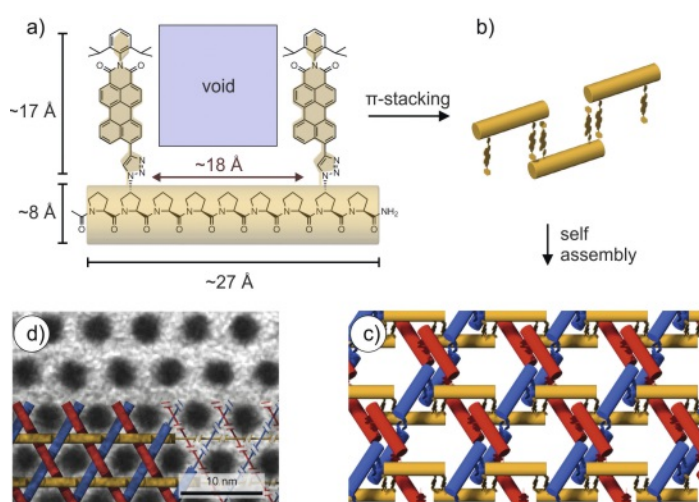 a)
void
~17 Å
~18 Å
~8 Å
~27 Å
π-stacking
b)
self
assembly
O
N
O
N
N
N
O
N
O
N
N
N
N
O
N
O
N
O
N
O
N
O
N
O
N
O
N
O
N
O
NH₂
d)
10 nm
c)